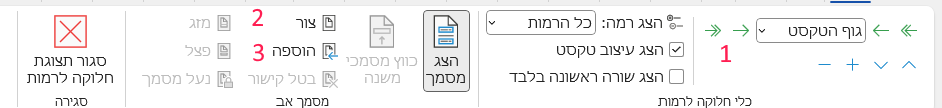 גוף הטקסט
1
הצג רמה:
כל הרמות
הצג עיצוב טקסט
הצג שורה ראשונה בלבד
כלי חלוקה לרמות
הצג
מסמך
כווץ מסמכי
משנה
2
צור
3
הוספה
בטל קישור
מזג
פצל
נעל מסמך
מסמך אב
סגור תצוגת
חלוקה לרמות
סגירה